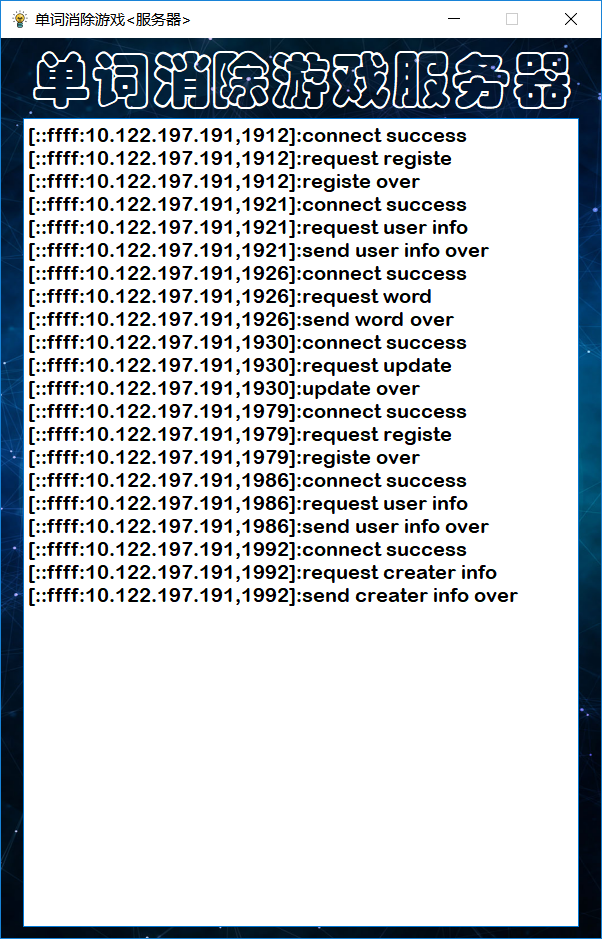 单词消除游戏<服务器>
单词消除游戏服务器
[::ffff:10.122.197.191,1912]:connect success
[::ffff:10.122.197.191,1912]:request registe
[::ffff:10.122.197.191,1912]:registe over
[::ffff:10.122.197.191,1921]:connect success
[::ffff:10.122.197.191,1921]:request user info
[::ffff:10.122.197.191,1921]:send user info over
[::ffff:10.122.197.191,1926]:connect success
[::ffff:10.122.197.191,1926]:request word
[::ffff:10.122.197.191,1926]:send word over
[::ffff:10.122.197.191,1930]:connect success
[::ffff:10.122.197.191,1930]:request update
[::ffff:10.122.197.191,1930]:update over
[::ffff:10.122.197.191,1979]:connect success
[::ffff:10.122.197.191,1979]:request registe
[::ffff:10.122.197.191,1979]:registe over
[::ffff:10.122.197.191,1986]:connect success
[::ffff:10.122.197.191,1986]:request user info
[::ffff:10.122.197.191,1986]:send user info over
[::ffff:10.122.197.191,1992]:connect success
[::ffff:10.122.197.191,1992]:request creater info
[::ffff:10.122.197.191,1992]:send creater info over